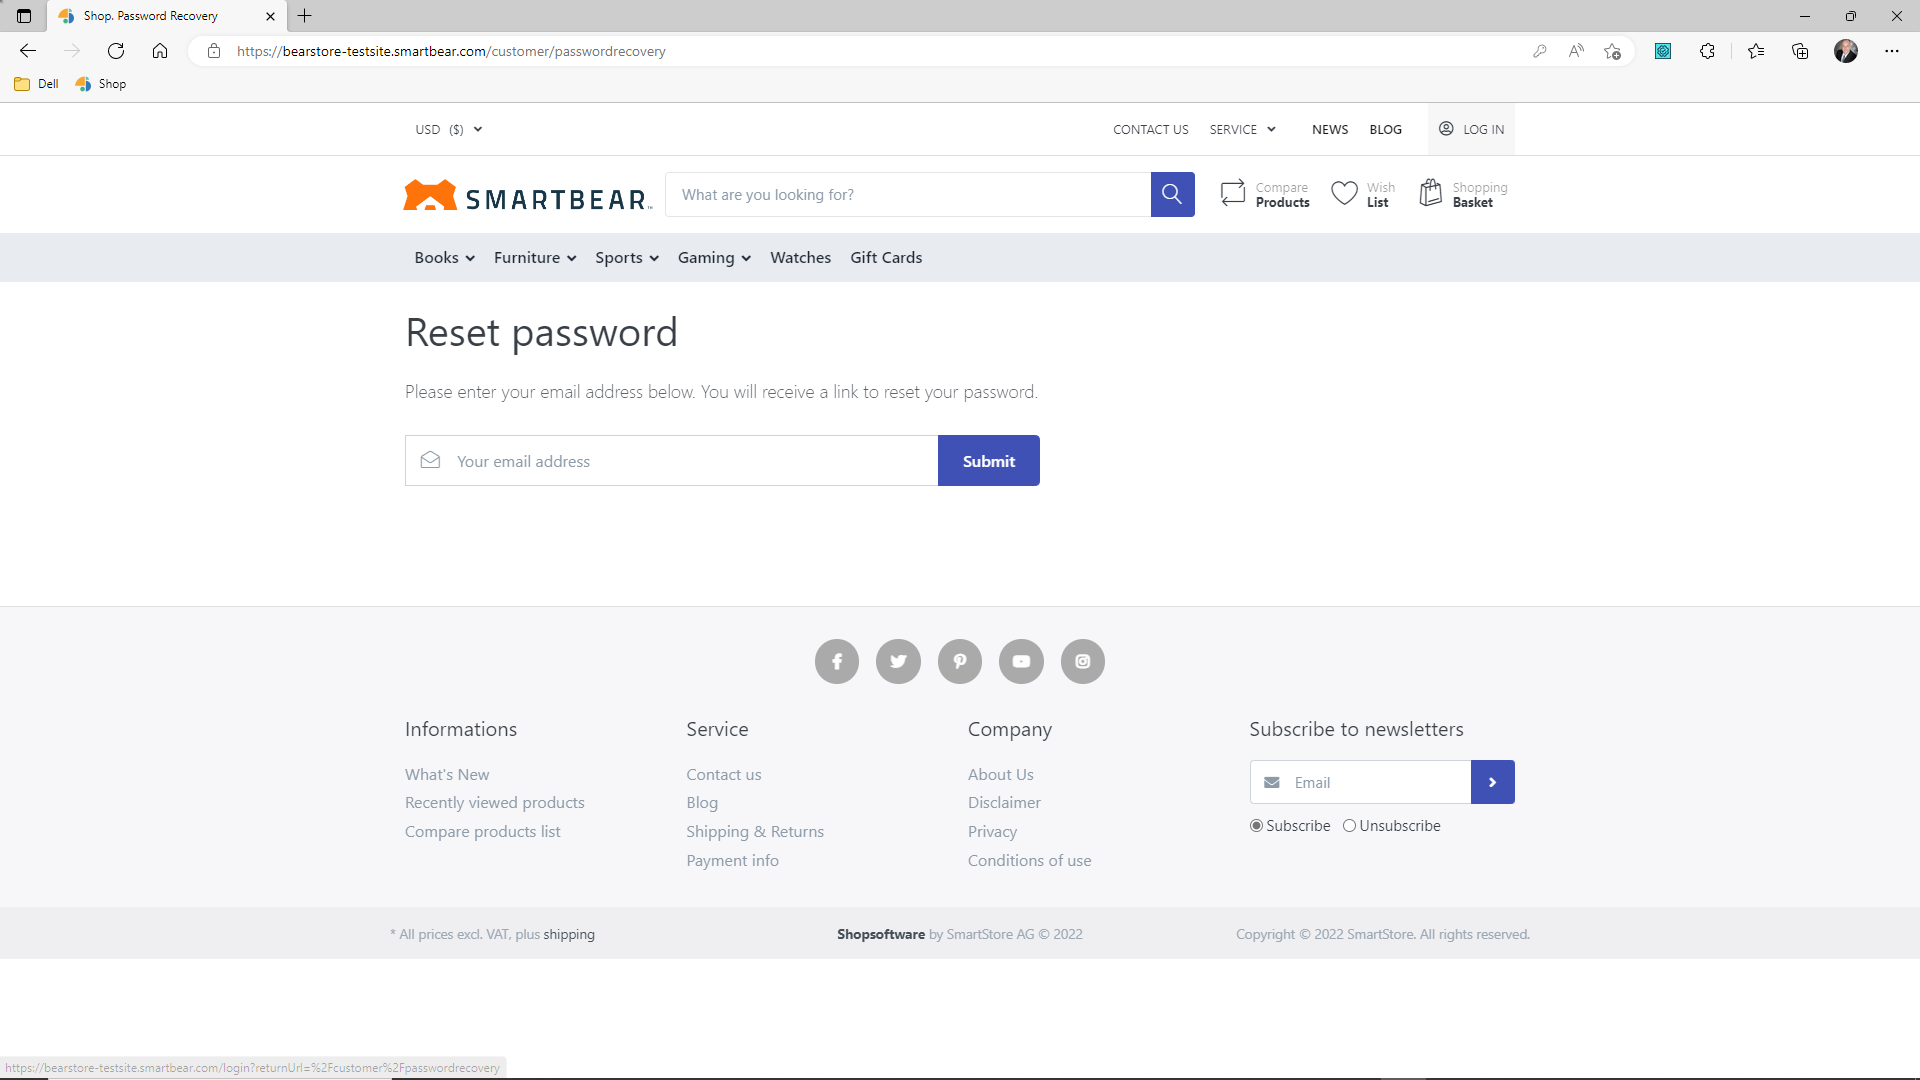 Shop. Password Recovery
https://bearstore-testsite.smartbear.com/customer/passwordrecovery
Dell Shop
USD ($) CONTACT US SERVICE NEWS BLOG LOG IN
SMARTBEAR
What are you looking for?
Compare
Products
Wish
List
Shopping
Basket
Books Furniture Sports Gaming Watches Gift Cards
Reset password
Please enter your email address below. You will receive a link to reset your password.
Your email address Submit
Informations
What's New
Recently viewed products
Compare products list
Service
Contact us
Blog
Shipping & Returns
Payment info
Company
About Us
Disclaimer
Privacy
Conditions of use
Subscribe to newsletters
Email
Subscribe Unsubscribe
* All prices excl. VAT, plus shipping Shopsoftware by SmartStore AG © 2022 Copyright © 2022 SmartStore. All rights reserved.
https://bearstore-testsite.smartbear.com/login?returnUrl=%2Fcustomer%2Fpasswordrecovery